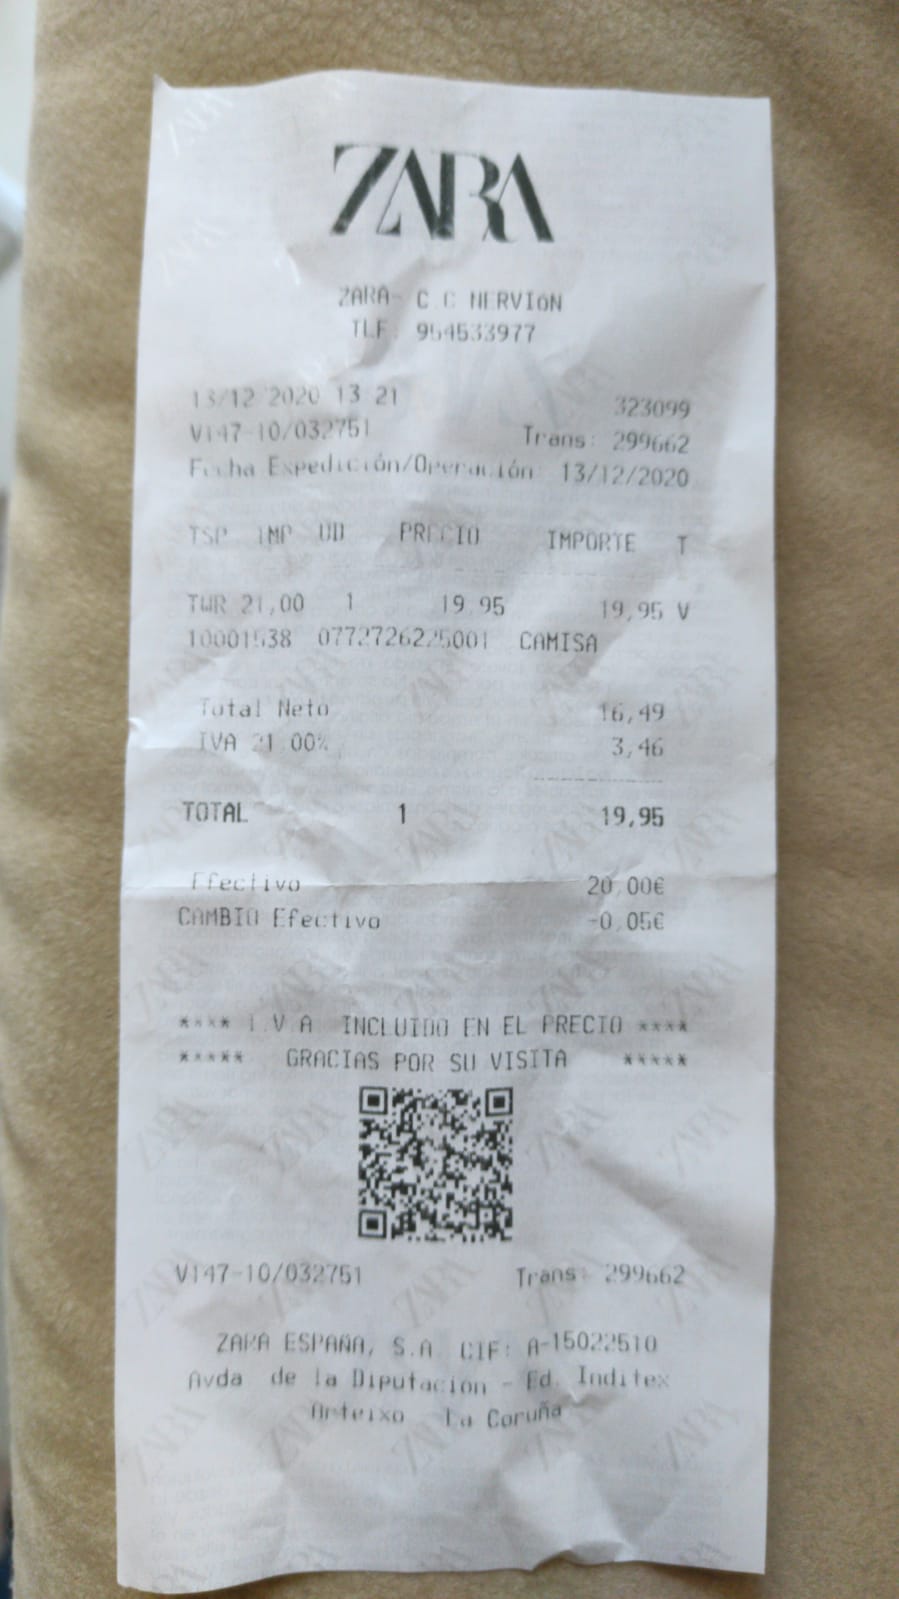 ZARA
ZARA- C.C NERVION
TLF: 954533977
13/12/2020 13:21 323099
V147-10/032751 Trans: 299662
Fecha Expedición/Operación: 13/12/2020
TSP IMP UD PRECIO IMPORTE T
TWR 21,00 1 19,95 19,95 V
10001538 0772726225001 CAMISA
Total Neto 16,49
IVA 21,00% 3,46
TOTAL 1 19,95
Efectivo 20,00€
CAMBIO Efectivo -0,05€
**** I.V.A INCLUIDO EN EL PRECIO ****
***** GRACIAS POR SU VISITA *****
V147-10/032751 Trans: 299662
ZARA ESPAÑA, S.A. CIF: A-15022510
Avda de la Diputacion - Ed. Inditex
Arteixo La Coruña